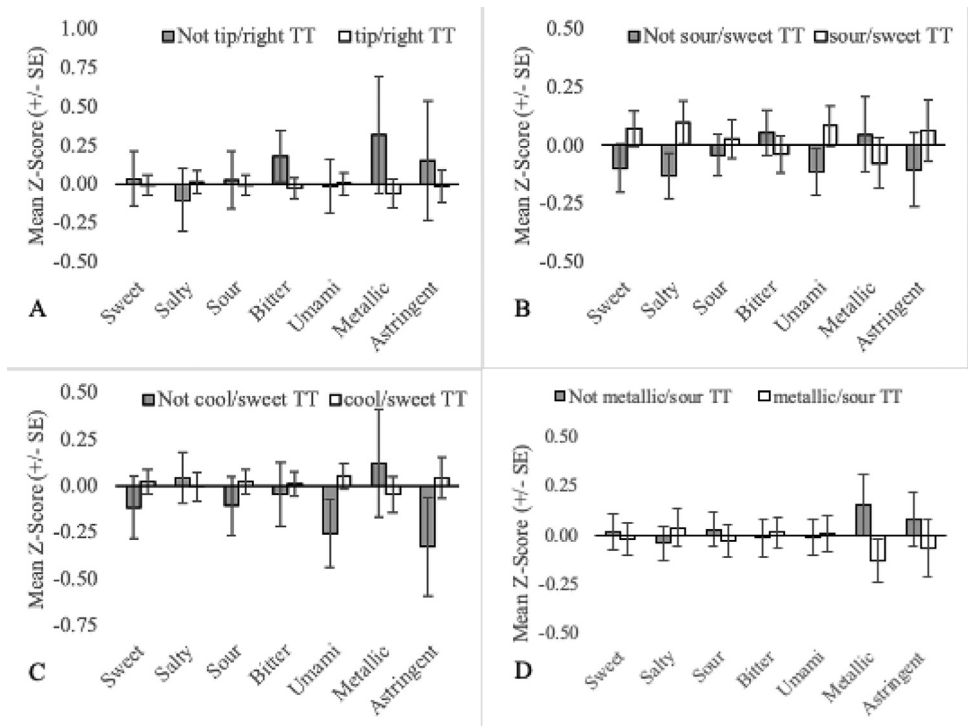 Not tip/right TT tip/right TT
Mean Z-Score (+/- SE)
1.00
0.75
0.50
0.25
0.00
-0.25
-0.50
Sweet
Salty
Sour
Bitter
Umami
Metallic
Astringent
A
Not sour/sweet TT sour/sweet TT
Mean Z-Score (+/- SE)
0.50
0.25
0.00
-0.25
-0.50
Sweet
Salty
Sour
Bitter
Umami
Metallic
Astringent
B
Not cool/sweet TT cool/sweet TT
Mean Z-Score (+/- SE)
0.50
0.25
0.00
-0.25
-0.50
-0.75
Sweet
Salty
Sour
Bitter
Umami
Metallic
Astringent
C
Not metallic/sour TT metallic/sour TT
Mean Z-Score (+/- SE)
0.50
0.25
0.00
-0.25
-0.50
Sweet
Salty
Sour
Bitter
Umami
Metallic
Astringent
D